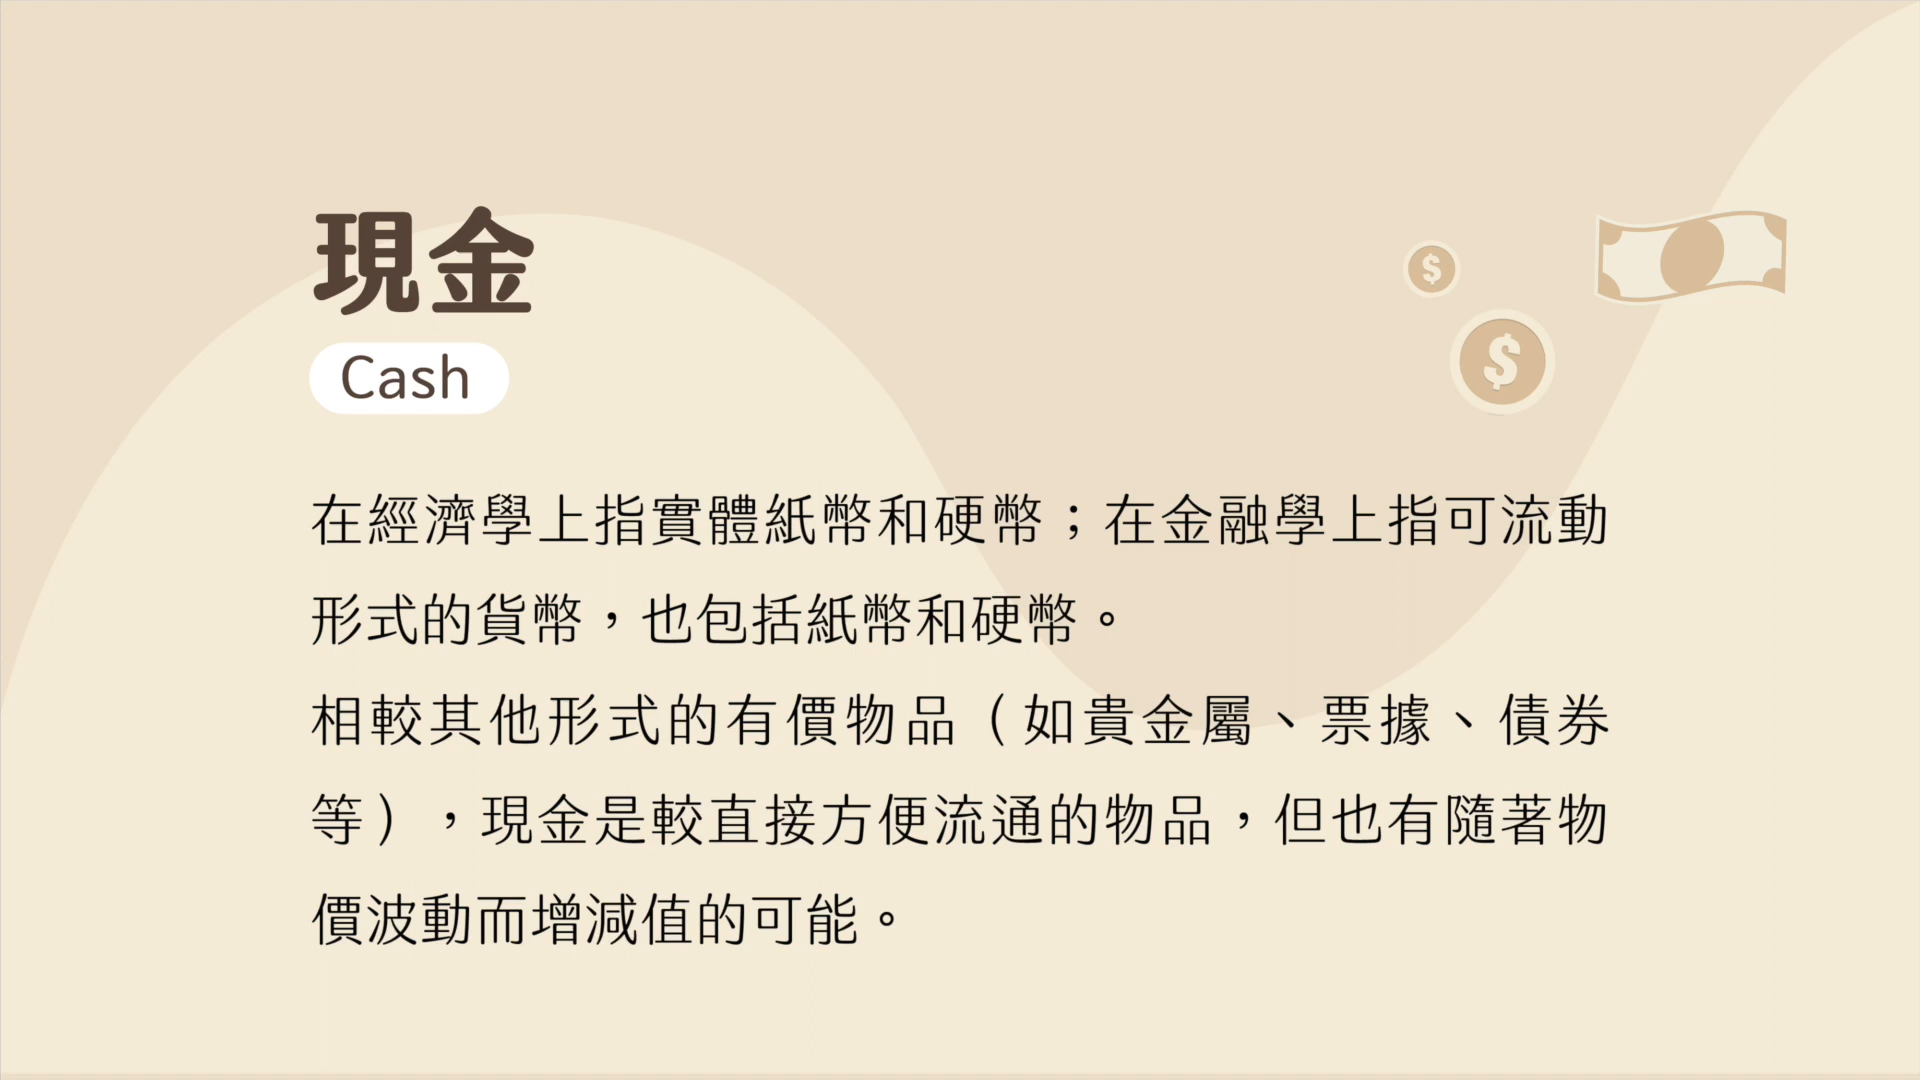 現金
Cash
在經濟學上指實體紙幣和硬幣；在金融學上指可流動
形式的貨幣，也包括紙幣和硬幣。
相較其他形式的有價物品（如貴金屬、票據、債券
等），現金是較直接方便流通的物品，但也有隨著物
價波動而增減值的可能。
$
$